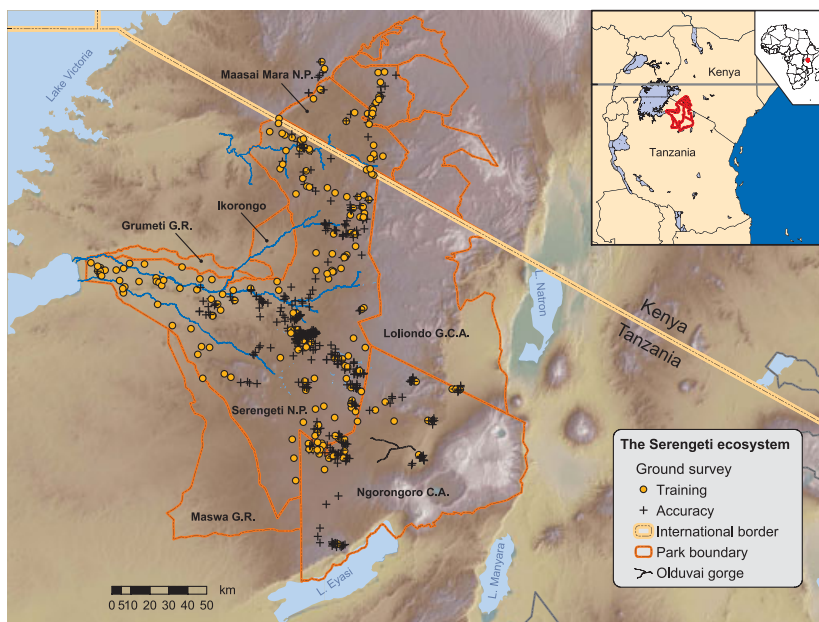 Lake Victoria
Maasai Mara N.P.
Kenya
Tanzania
Ikorongo
Grumeti G.R.
L. Natron
Kenya
Tanzania
Loliondo G.C.A.
Serengeti N.P.
Ngorongoro C.A.
Maswa G.R.
L. Eyasi
L. Manyara
The Serengeti ecosystem
Ground survey
Training
Accuracy
International border
Park boundary
Olduvai gorge
km
0 5 10 20 30 40 50